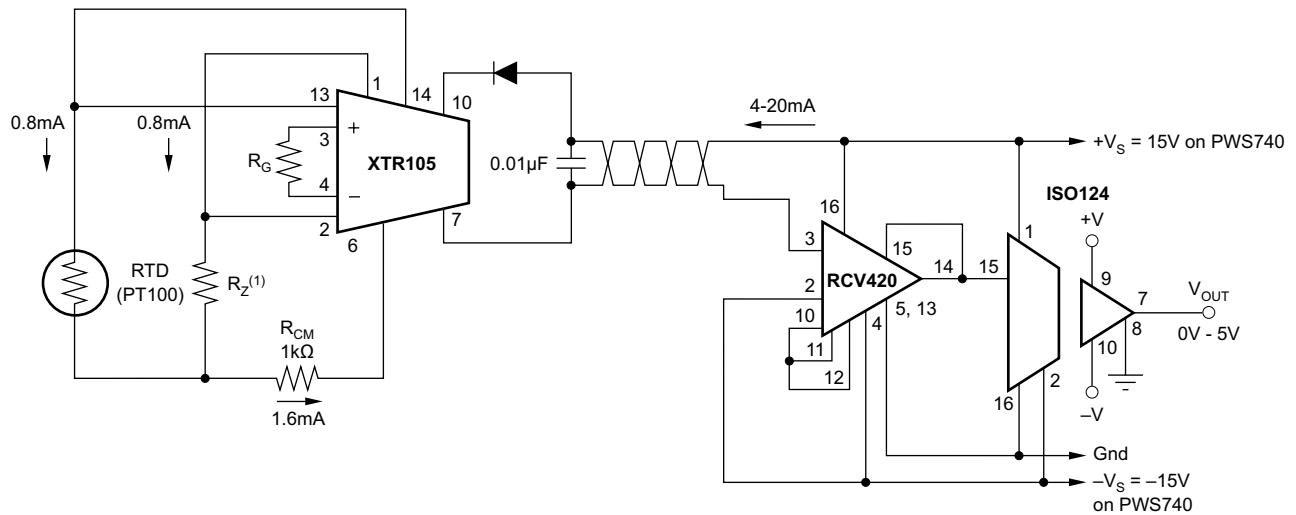 13
1
14
10
0.8mA
0.8mA
3
+
R_G
XTR105
4
−
2
6
7
0.01µF
4-20mA
+V_S = 15V on PWS740
ISO124
RTD
(PT100)
R_Z^(1)
R_CM
1kΩ
1.6mA
16
3
15
2
RCV420
14
15
10
5, 13
11
4
12
1
+V
9
7
8
V_OUT
0V - 5V
10
2
16
–V
Gnd
–V_S = –15V
on PWS740